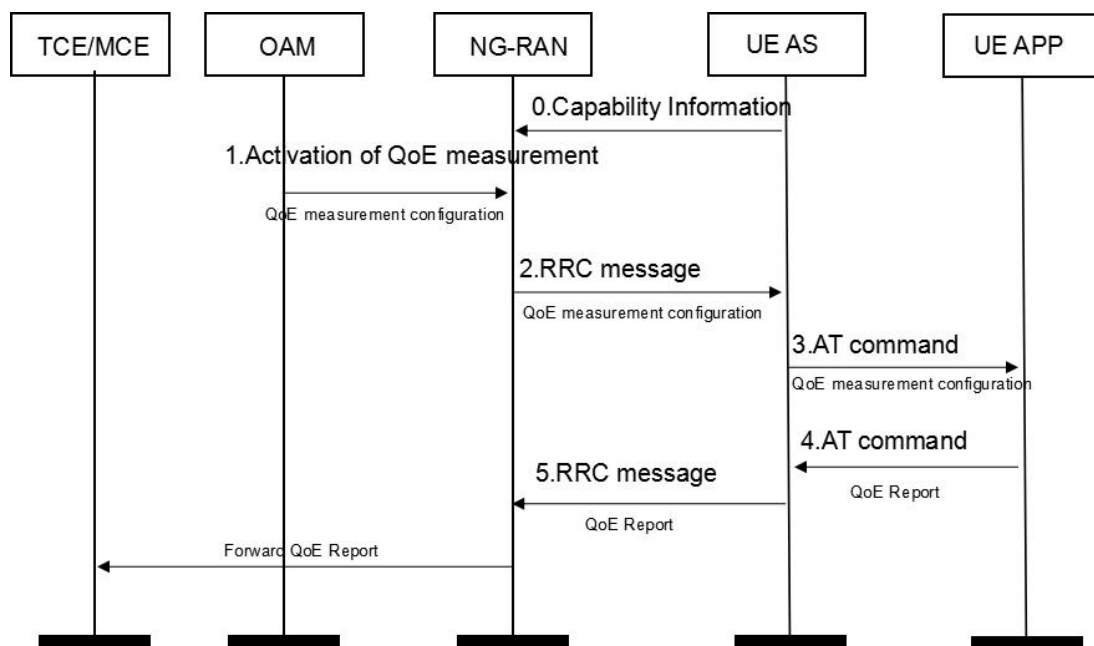 TCE/MCE
OAM
NG-RAN
UE AS
UE APP
0.Capability Information
1.Activation of QoE measurement
QoE measurement configuration
2.RRC message
QoE measurement configuration
3.AT command
QoE measurement configuration
4.AT command
QoE Report
5.RRC message
QoE Report
Forward QoE Report